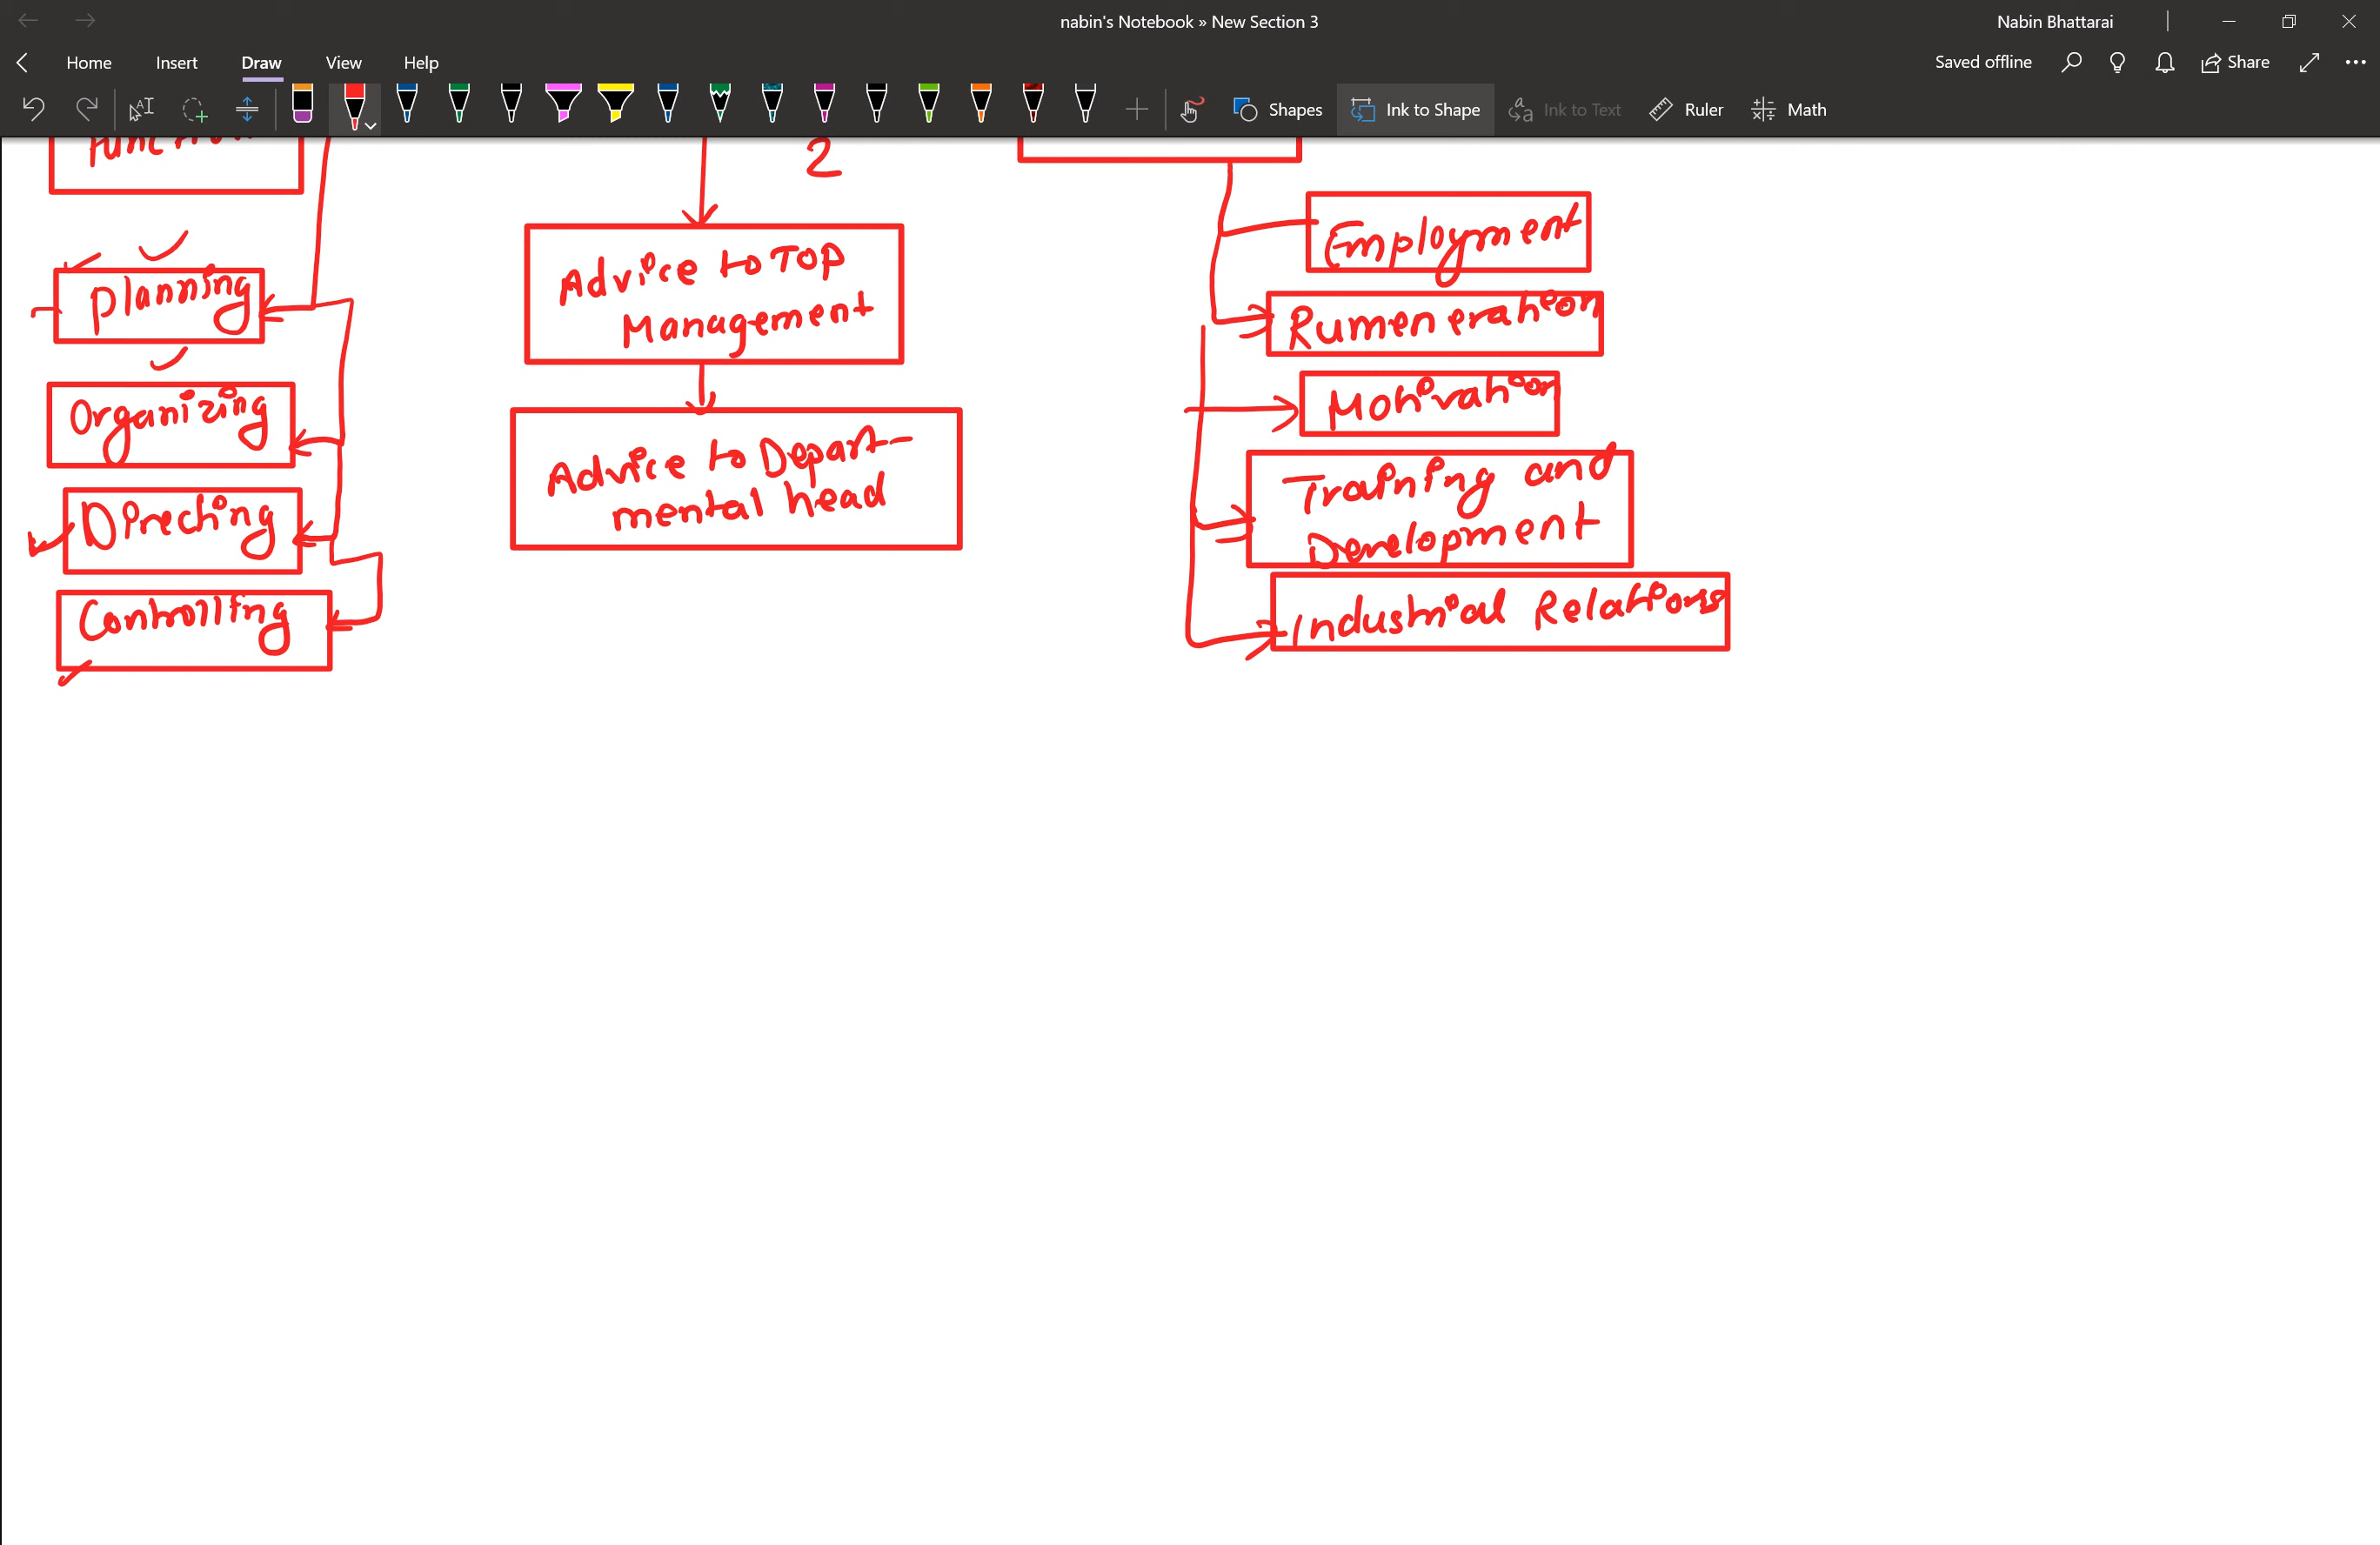 nabin's Notebook » New Section 3
Nabin Bhattarai
Home Insert Draw View Help
Saved offline
Share
Shapes
Ink to Shape
Ink to Text
Ruler
Math
2
Planning
Organizing
Directing
Controlling
Advice to Top
Management
Advice to Depart-
mental head
Employment
Rumeneration
Motivation
Training and
Development
Industrial Relations